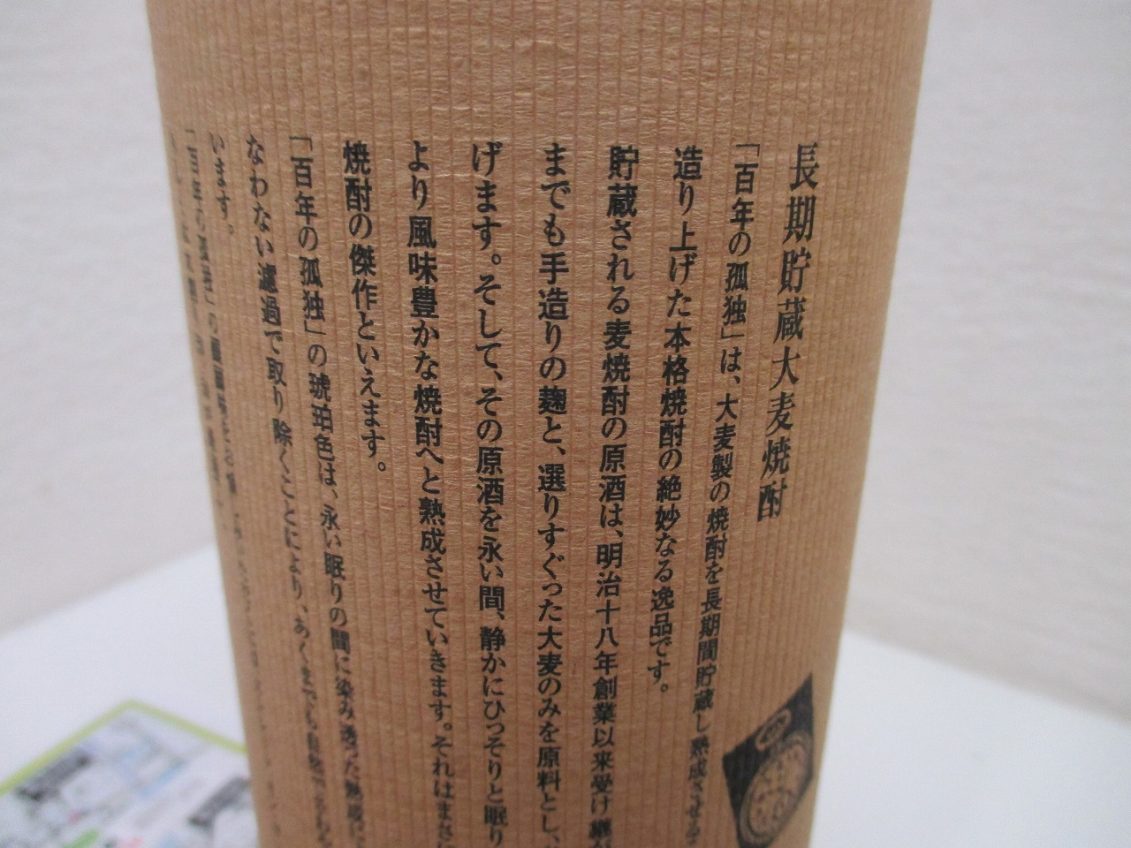 長期貯蔵大麦焼酎
「百年の孤独」は、大麦製の焼酎を長期間貯蔵し熟成させる
造り上げた本格焼酎の絶妙なる逸品です。
貯蔵される麦焼酎の原酒は、明治十八年創業以来受け継が
までも手造りの麹と、選りすぐった大麦のみを原料とし、
げます。そして、その原酒を永い間、静かにひっそりと眠り
より風味豊かな焼酎へと熟成させていきます。それはまさに
焼酎の傑作といえます。
「百年の孤独」の琥珀色は、永い眠りの間に染み透った熟成
なわない濾過で取り除くことにより、あくまでも自然
います。
「百年の孤独」の